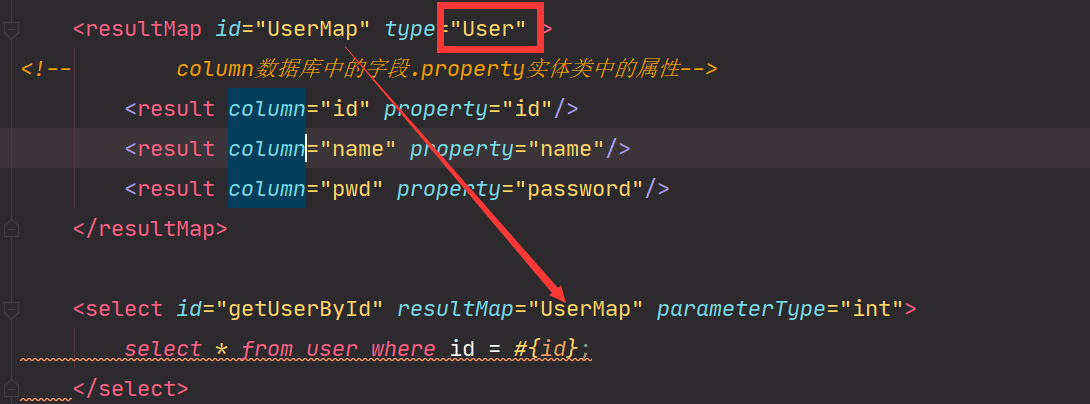 <resultMap id="UserMap" type="User" >
<!--        column数据库中的字段.property实体类中的属性-->
<result column="id" property="id"/>
<result column="name" property="name"/>
<result column="pwd" property="password"/>
</resultMap>
<select id="getUserById" resultMap="UserMap" parameterType="int">
select * from user where id = #{id};
</select>